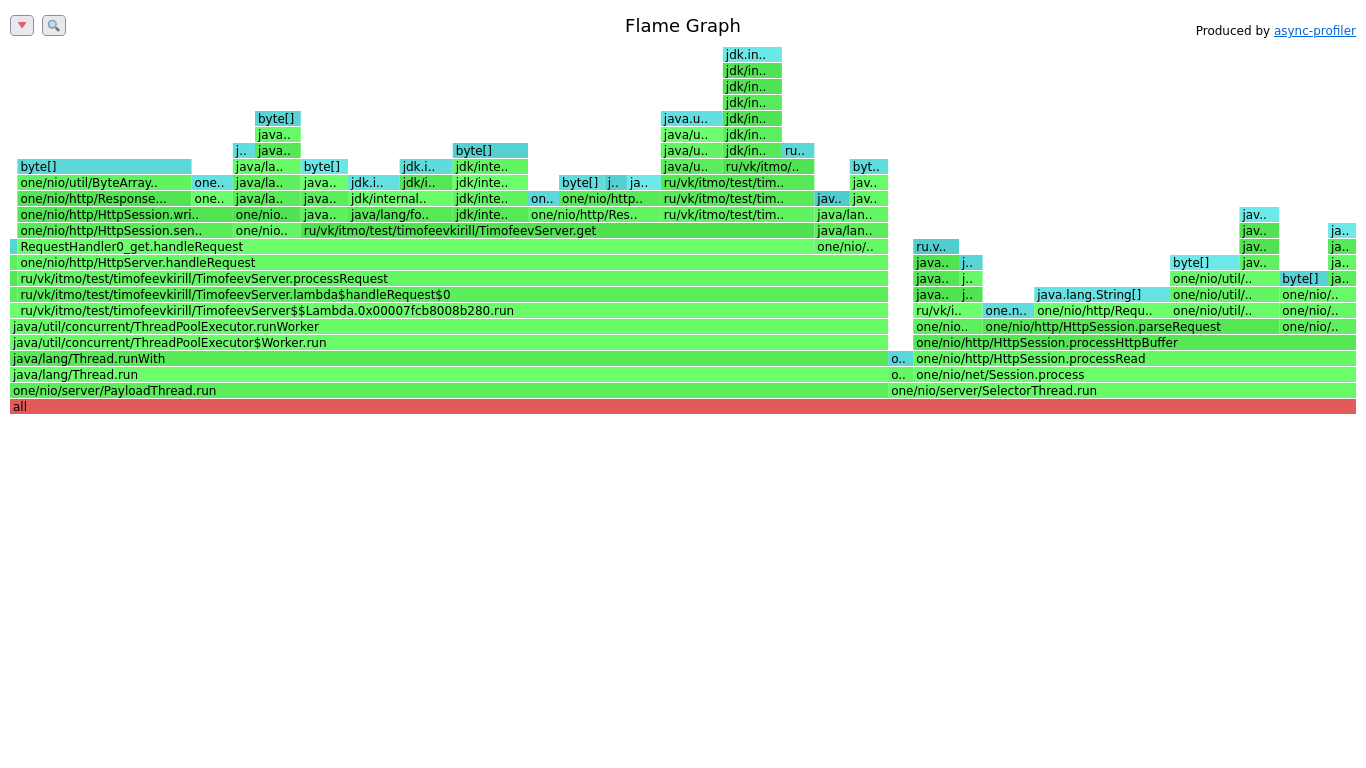 Flame Graph
Produced by async-profiler
jdk.in..
jdk/in..
jdk/in..
jdk/in..
byte[] java.u.. jdk/in..
java.. java/u.. jdk/in..
j.. java.. byte[] java/u.. jdk/in.. ru..
byte[] java/la.. byte[] jdk.i.. jdk/inte.. java/u.. ru/vk/itmo/.. byt..
one/nio/util/ByteArray.. one.. java/la.. java.. jdk.i.. jdk/i.. jdk/inte.. byte[] j.. ja.. ru/vk/itmo/test/tim.. jav..
one/nio/http/Response... one.. java/la.. java.. jdk/internal.. jdk/inte.. on.. one/nio/http.. ru/vk/itmo/test/tim.. jav.. jav..
one/nio/http/HttpSession.wri.. one/nio.. java.. java/lang/fo.. jdk/inte.. one/nio/http/Res.. ru/vk/itmo/test/tim.. java/lan.. jav..
one/nio/http/HttpSession.sen.. one/nio.. ru/vk/itmo/test/timofeevkirill/TimofeevServer.get java/lan.. jav.. ja..
RequestHandler0_get.handleRequest one/nio/.. ru.v.. jav.. ja..
one/nio/http/HttpServer.handleRequest java.. j.. byte[] jav.. ja..
ru/vk/itmo/test/timofeevkirill/TimofeevServer.processRequest java.. j.. one/nio/util/.. byte[] ja..
ru/vk/itmo/test/timofeevkirill/TimofeevServer.lambda$handleRequest$0 java.. j.. java.lang.String[] one/nio/util/.. one/nio/..
ru/vk/itmo/test/timofeevkirill/TimofeevServer$$Lambda.0x00007fcb8008b280.run ru/vk/i.. one.n.. one/nio/http/Requ.. one/nio/util/.. one/nio/..
java/util/concurrent/ThreadPoolExecutor.runWorker one/nio.. one/nio/http/HttpSession.parseRequest one/nio/..
java/util/concurrent/ThreadPoolExecutor$Worker.run one/nio/http/HttpSession.processHttpBuffer
java/lang/Thread.runWith o.. one/nio/http/HttpSession.processRead
java/lang/Thread.run o.. one/nio/net/Session.process
one/nio/server/PayloadThread.run one/nio/server/SelectorThread.run
all